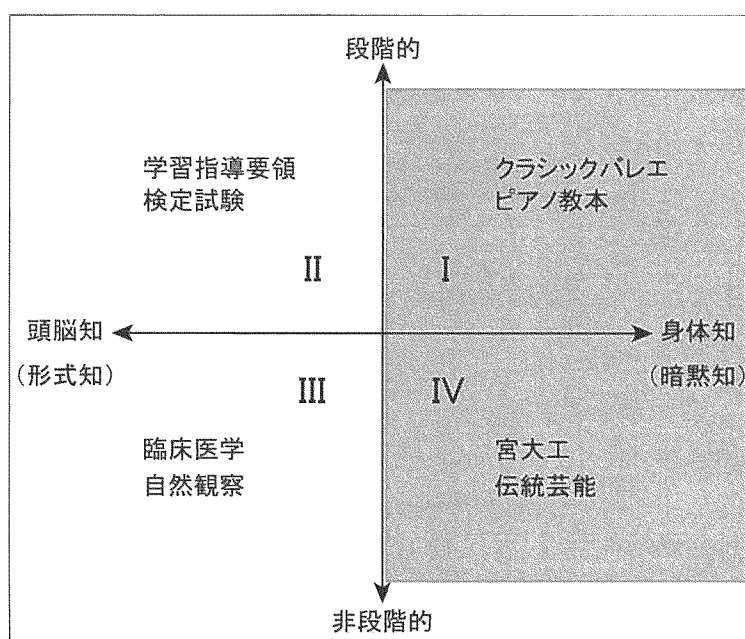 段階的
学習指導要領
検定試験
クラシックバレエ
ピアノ教本
II
I
頭脳知
(形式知)
身体知
(暗黙知)
III
IV
臨床医学
自然観察
宮大工
伝統芸能
非段階的